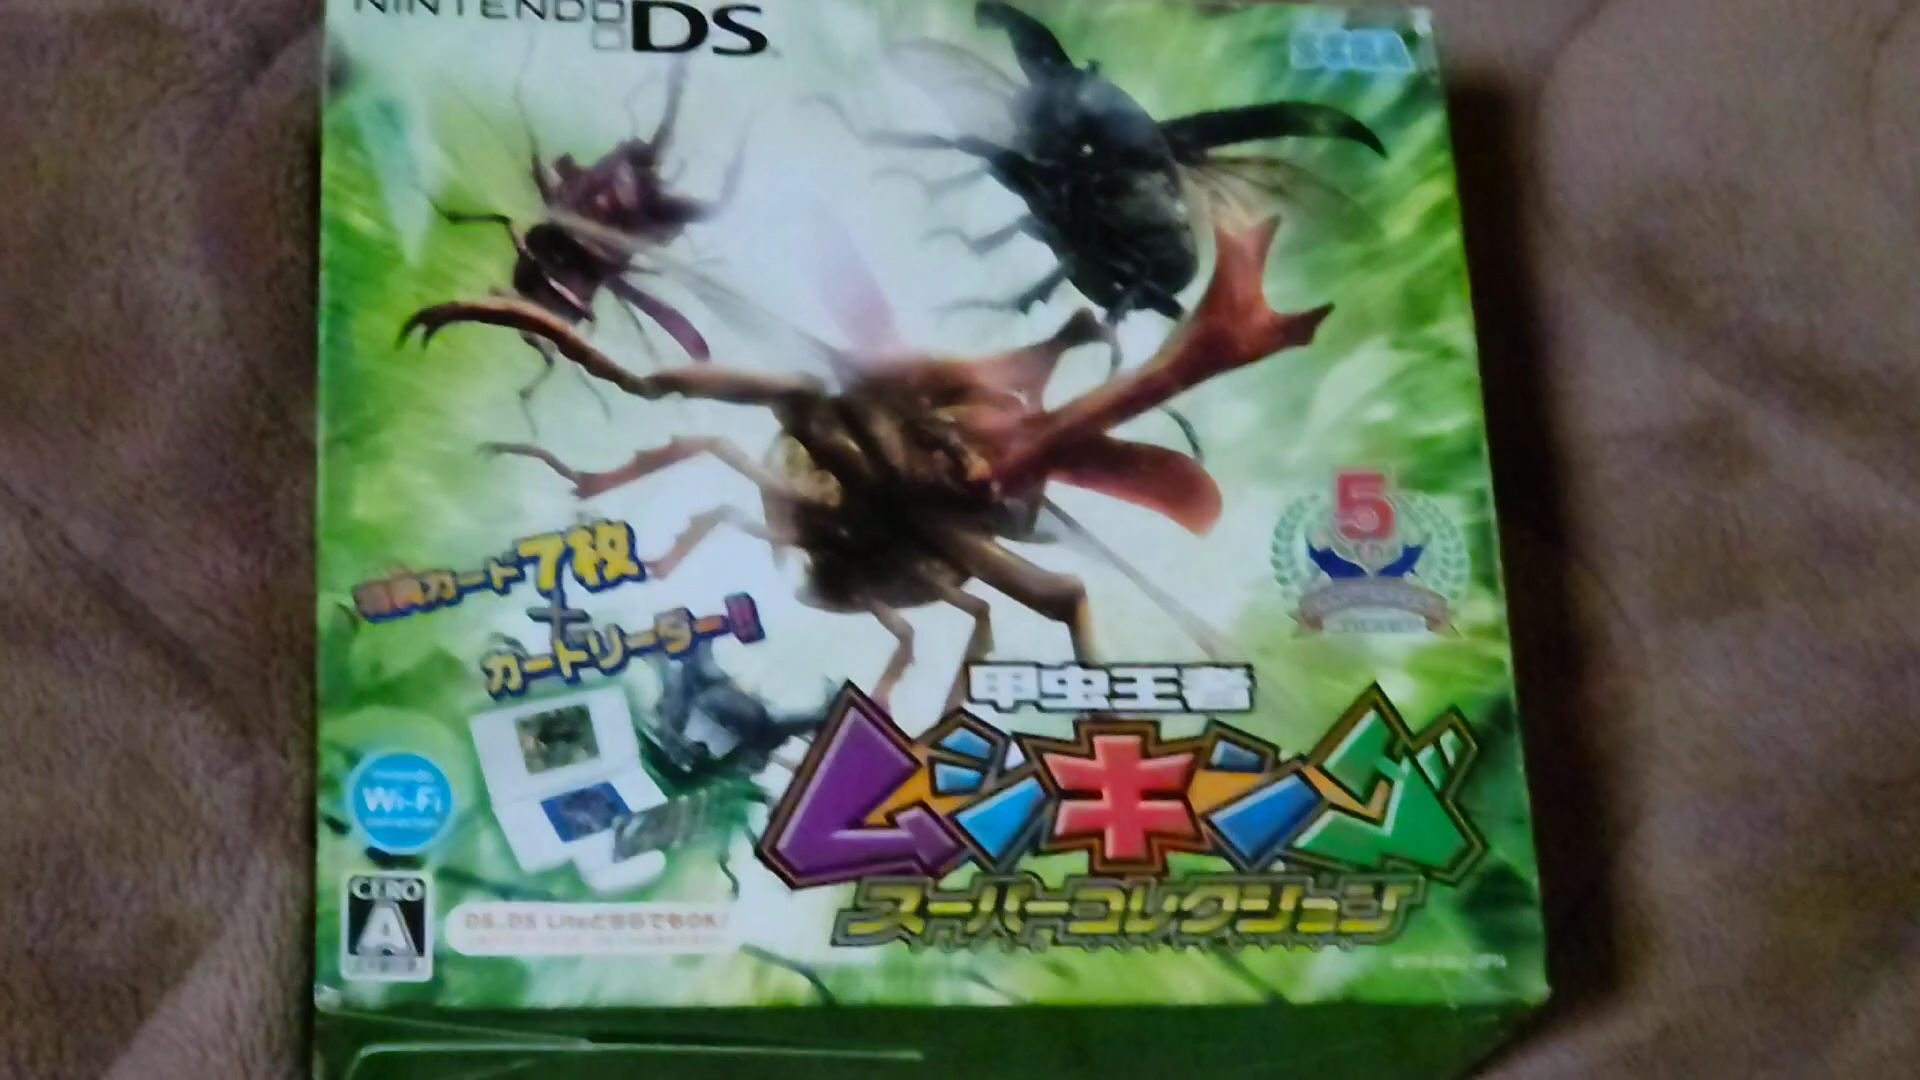 NINTENDO DS
SEGA
5
カード7枚
+
カードリーダー!!
甲虫王者
ムシキング
スーパーコレクション
Wi-Fi
CERO
A
DS、DS LiteどちらでもOK!